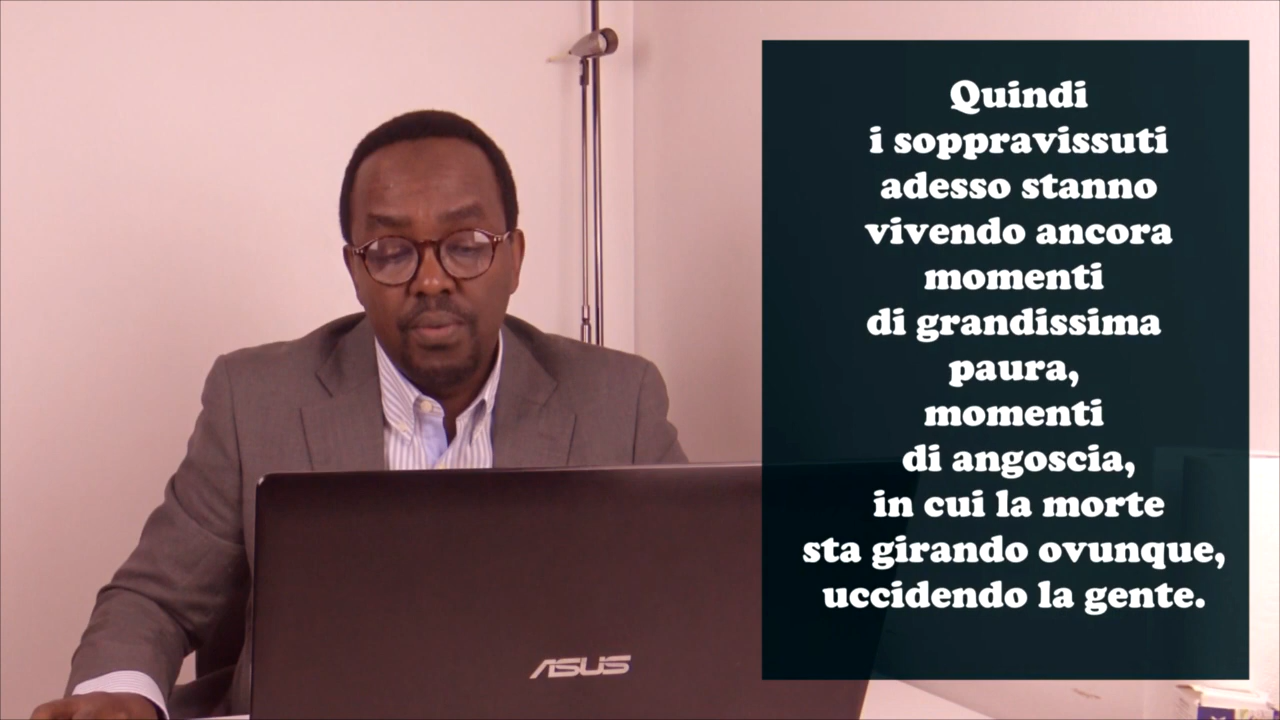 Quindi
i soppravissuti
adesso stanno
vivendo ancora
momenti
di grandissima
paura,
momenti
di angoscia,
in cui la morte
sta girando ovunque,
uccidendo la gente.
ASUS